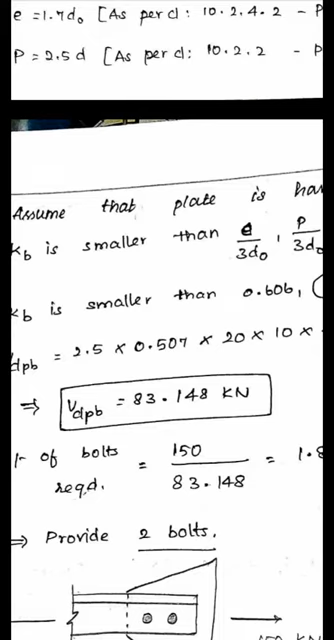 e = 1.7d₀ [As per cl: 10.2.4.2 - P
P = 2.5 d [As per cl: 10.2.2 - P
Assume that plate is
k_b is smaller than e/3d₀, P/3d₀
k_b is smaller than 0.606,
dpb = 2.5 × 0.507 × 20 × 10 ×
⇒ V_dpb = 83.148 KN
of bolts reqd. = 150/83.148 = 1.8
⇒ Provide 2 bolts.